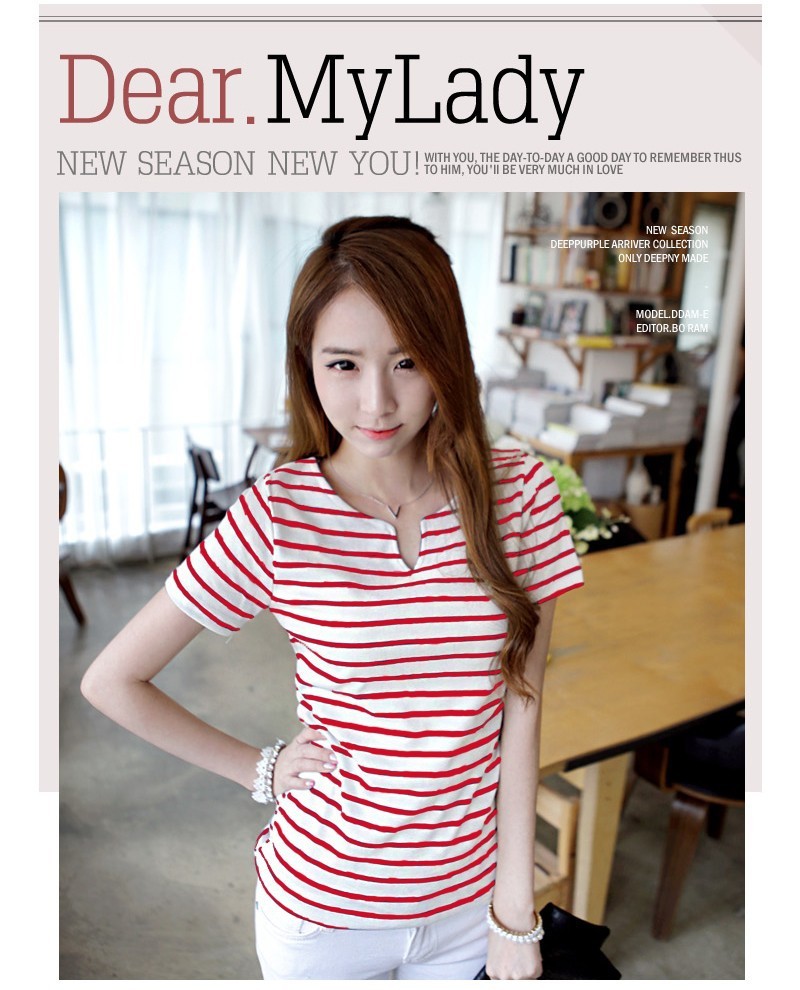 Dear.MyLady
NEW SEASON NEW YOU!
WITH YOU, THE DAY-TO-DAY A GOOD DAY TO REMEMBER THUS
TO HIM, YOU'll BE VERY MUCH IN LOVE
NEW SEASON
DEEPPURPLE ARRIVER COLLECTION
ONLY DEEPNY MADE
MODEL.DDAM-E
EDITOR.BO RAM